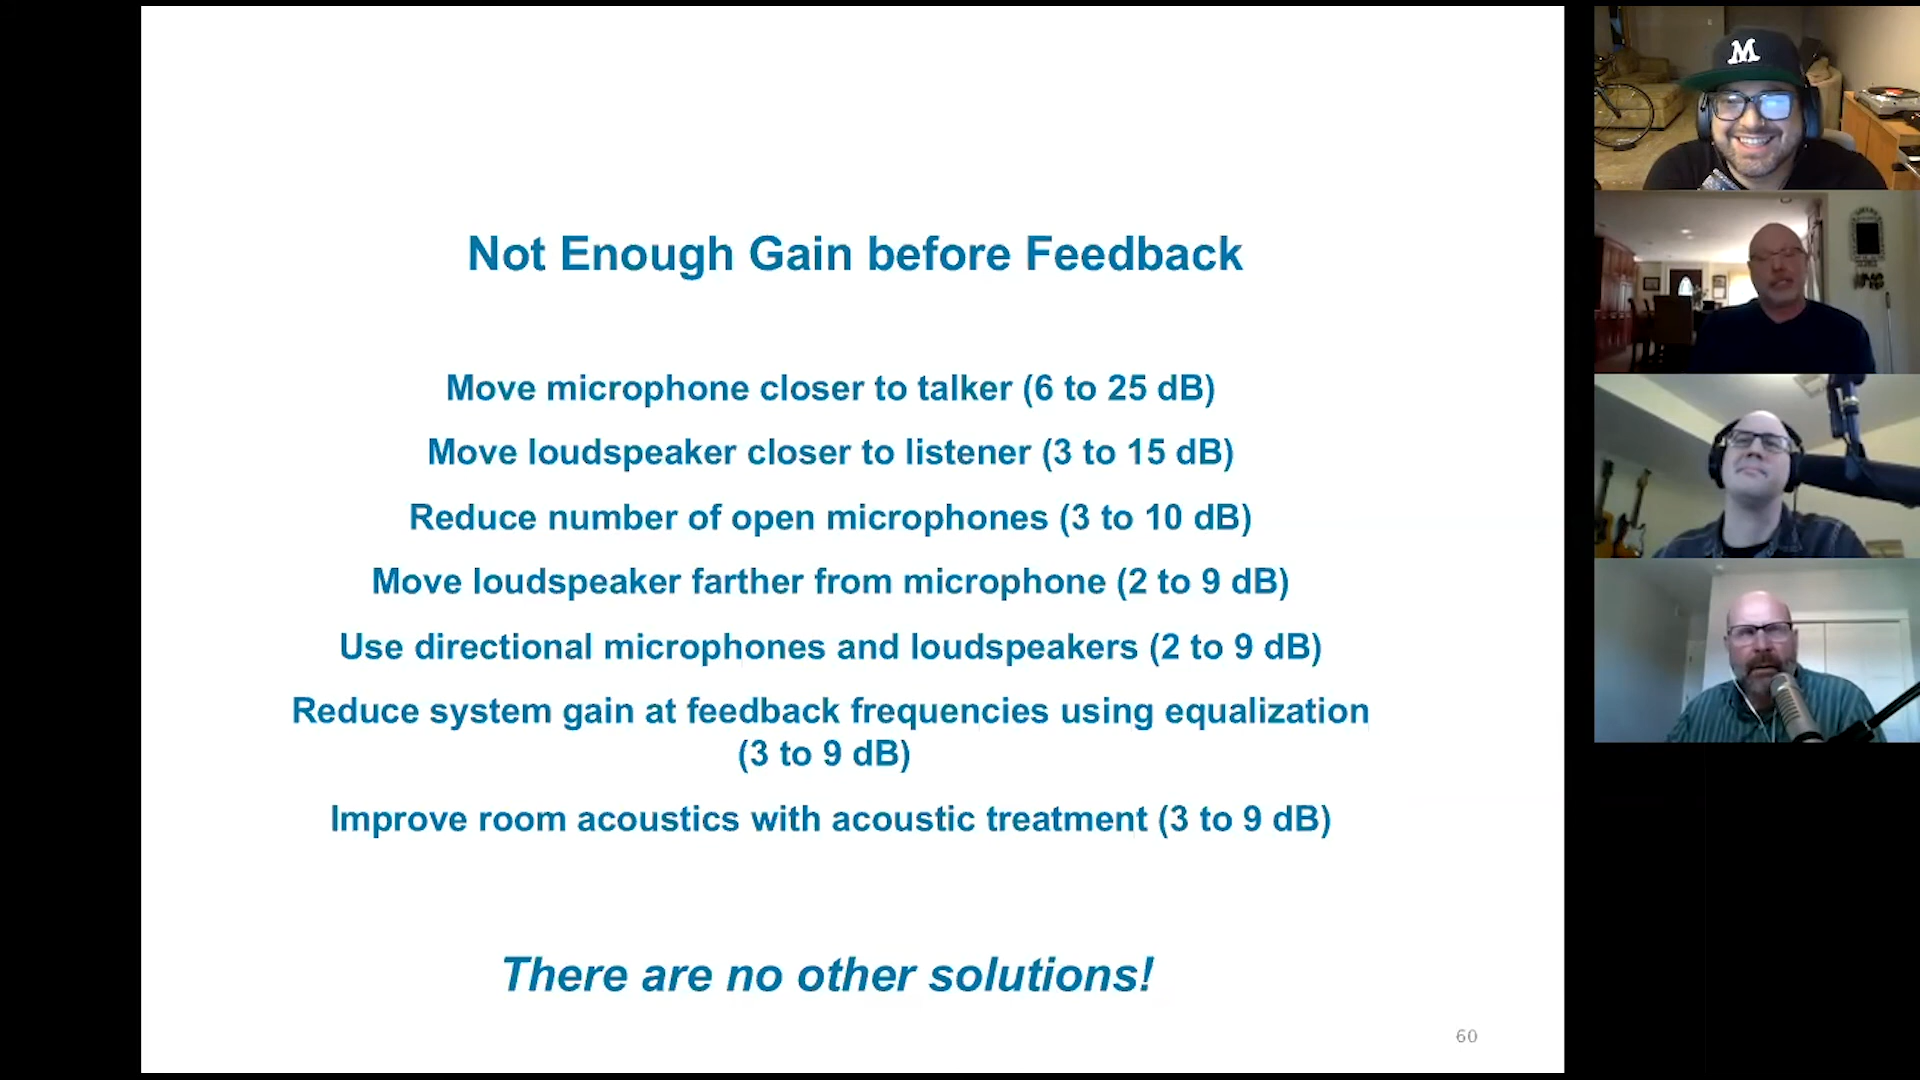 Not Enough Gain before Feedback
Move microphone closer to talker (6 to 25 dB)
Move loudspeaker closer to listener (3 to 15 dB)
Reduce number of open microphones (3 to 10 dB)
Move loudspeaker farther from microphone (2 to 9 dB)
Use directional microphones and loudspeakers (2 to 9 dB)
Reduce system gain at feedback frequencies using equalization
(3 to 9 dB)
Improve room acoustics with acoustic treatment (3 to 9 dB)
There are no other solutions!
60
M